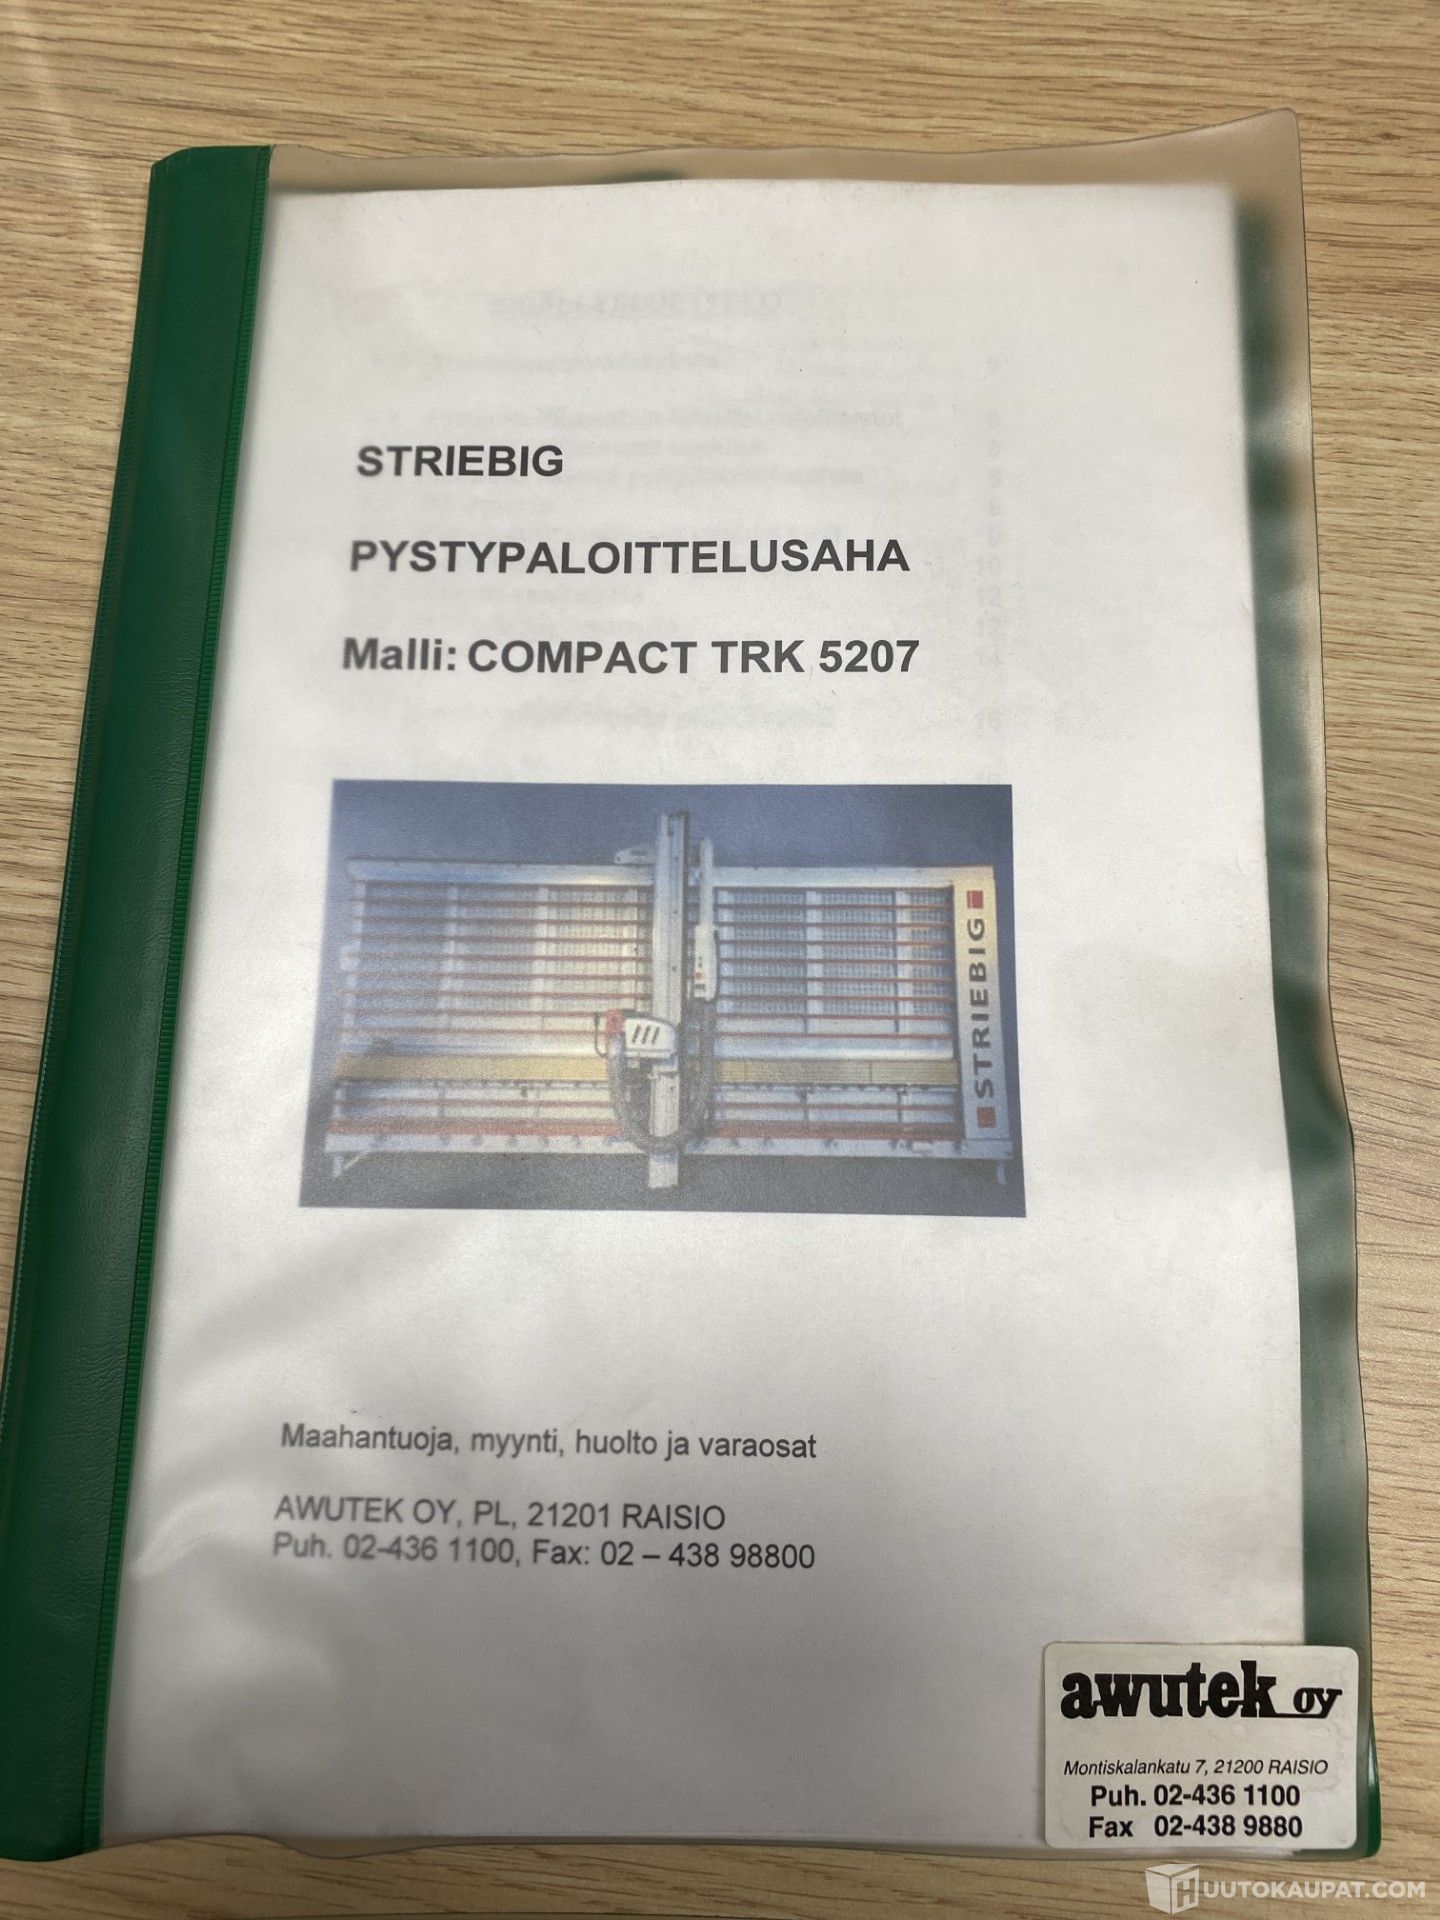 STRIEBIG
PYSTYPALOITTELUSAHA
Malli: COMPACT TRK 5207
STRIEBIG
Maahantuoja, myynti, huolto ja varaosat
AWUTEK OY, PL, 21201 RAISIO
Puh. 02-436 1100, Fax: 02 – 438 98800
awutek oy
Montiskalankatu 7, 21200 RAISIO
Puh. 02-436 1100
Fax 02-438 9880
HUUTOKAUPAT.COM